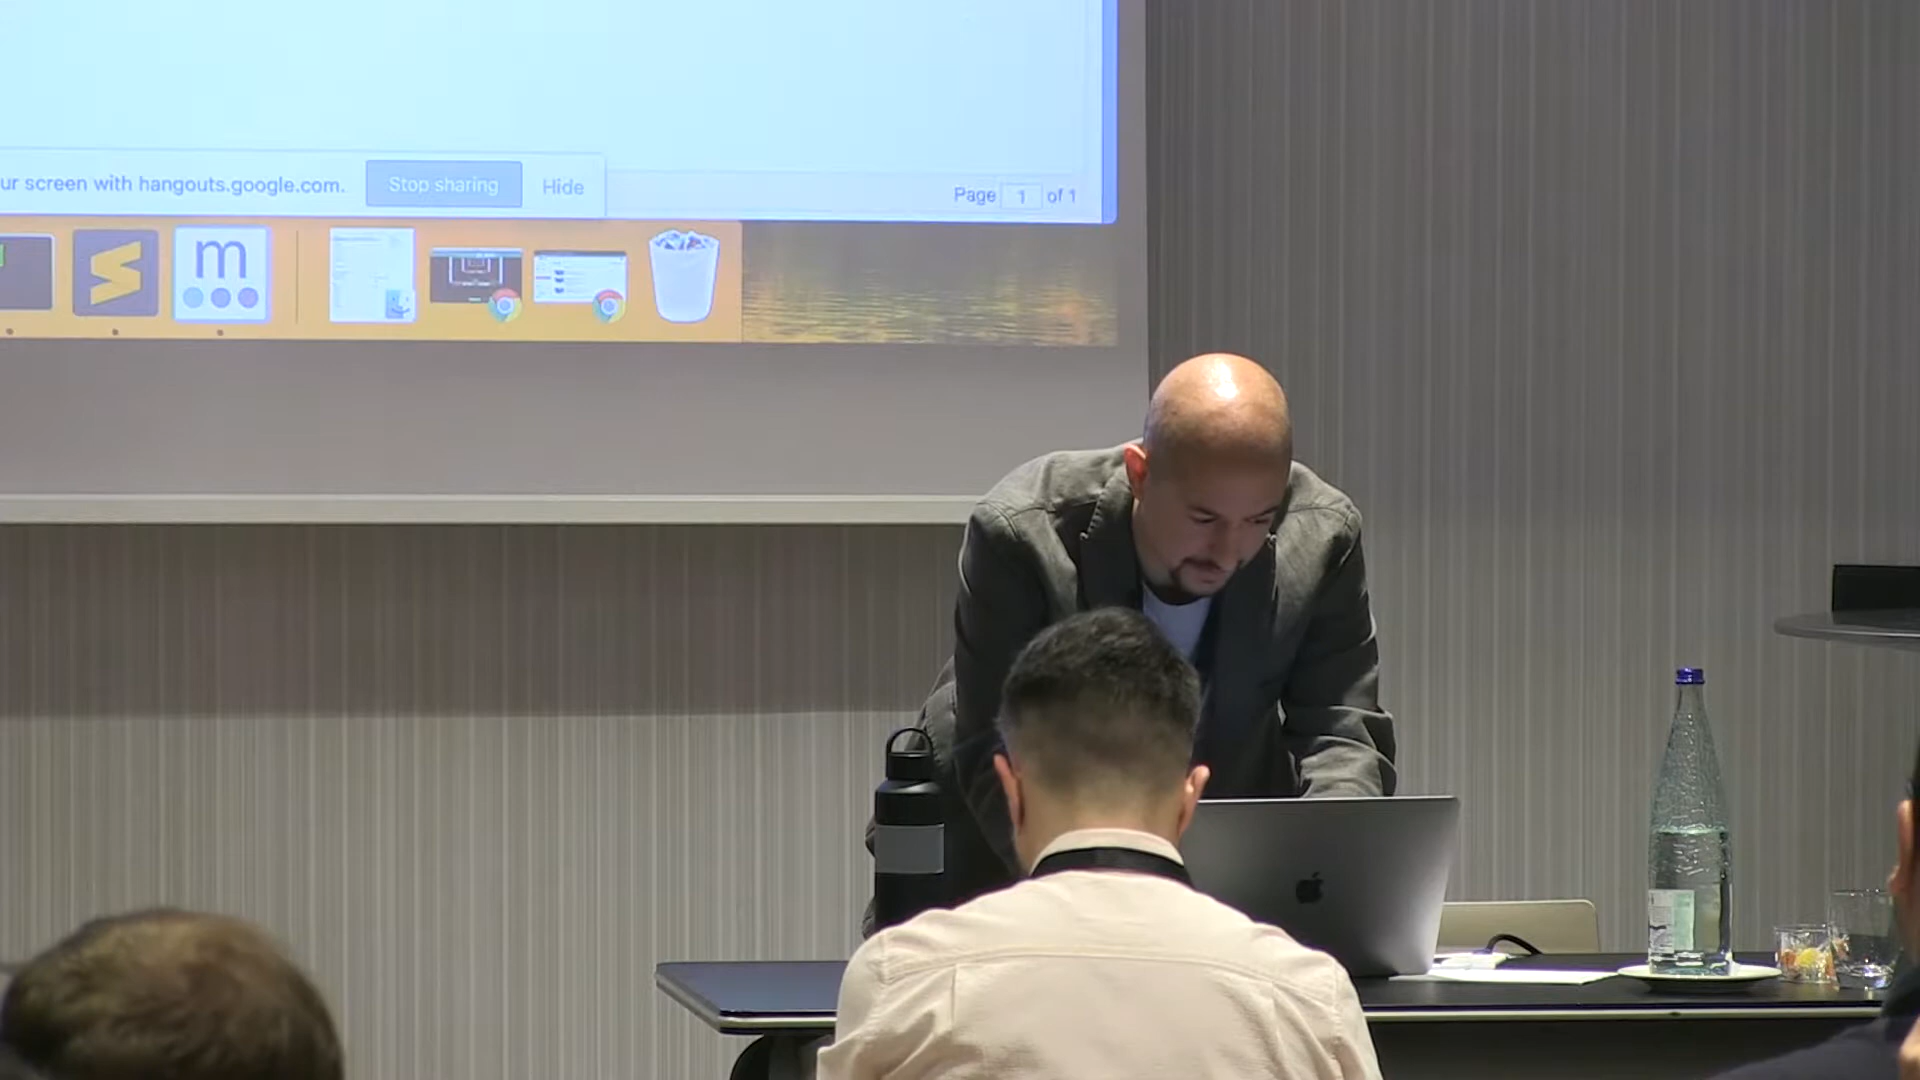 ur screen with hangouts.google.com. Stop sharing Hide
Page 1 of 1
m